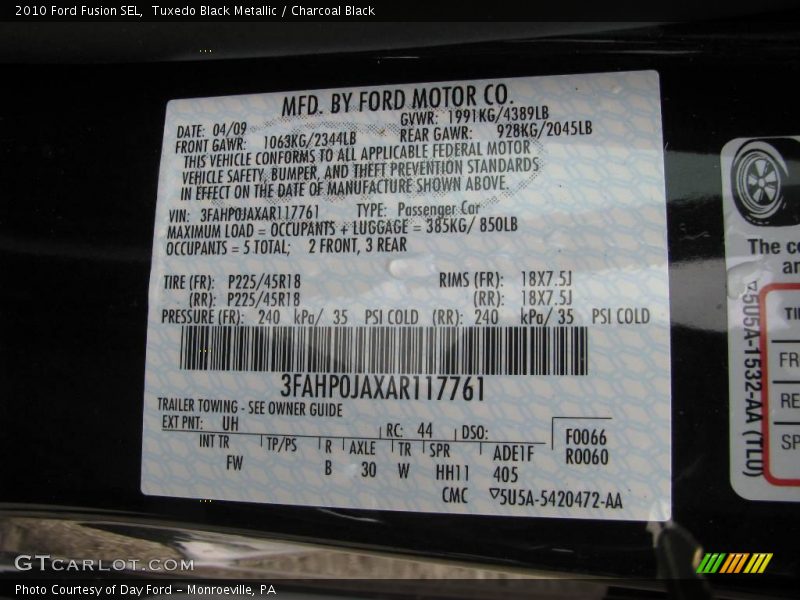 2010 Ford Fusion SEL,  Tuxedo Black Metallic / Charcoal Black
MFD. BY FORD MOTOR CO.
DATE: 04/09 GVWR: 1991KG/4389LB
FRONT GAWR: 1063KG/2344LB REAR GAWR: 928KG/2045LB
THIS VEHICLE CONFORMS TO ALL APPLICABLE FEDERAL MOTOR
VEHICLE SAFETY, BUMPER, AND THEFT PREVENTION STANDARDS
IN EFFECT ON THE DATE OF MANUFACTURE SHOWN ABOVE.
VIN: 3FAHP0JAXAR117761 TYPE: Passenger Car
MAXIMUM LOAD = OCCUPANTS + LUGGAGE = 385KG/ 850LB
OCCUPANTS = 5 TOTAL; 2 FRONT, 3 REAR
TIRE (FR): P225/45R18 RIMS (FR): 18X7.5J
(RR): P225/45R18 (RR): 18X7.5J
PRESSURE (FR): 240 kPa/ 35 PSI COLD (RR): 240 kPa/ 35 PSI COLD
3FAHP0JAXAR117761
TRAILER TOWING - SEE OWNER GUIDE
EXT PNT: UH RC: 44 DSO: F0066
INT TR TP/PS R AXLE TR SPR ADE1F R0060
FW B 30 W HH11 405
CMC ▽5U5A-5420472-AA
The co
an
▽5U5A-1532-AA (TL0)
TI
FR
RE
SP
GTCARLOT.COM
Photo Courtesy of Day Ford – Monroeville, PA